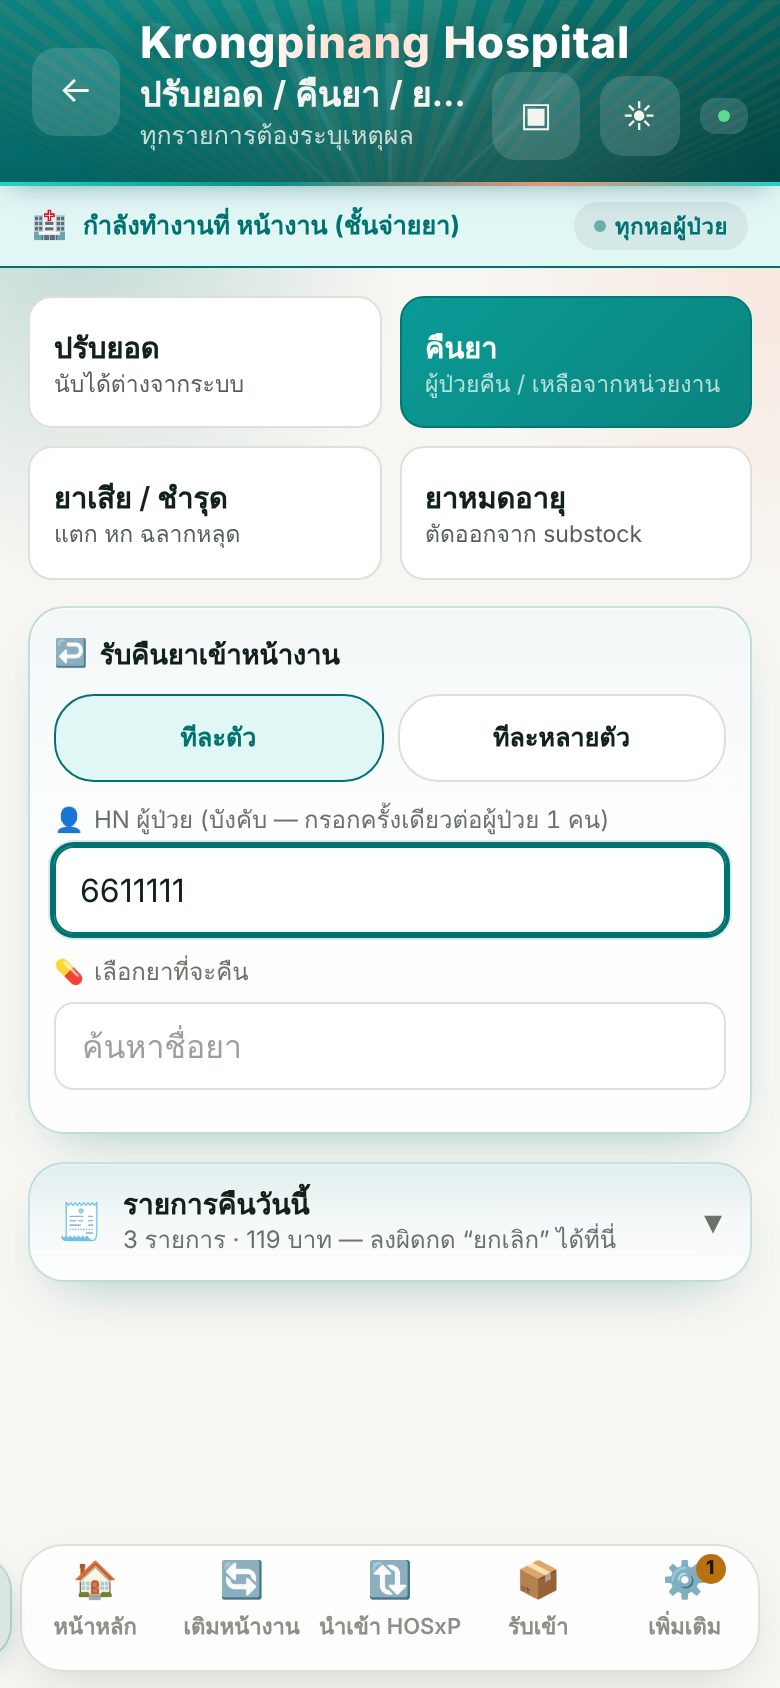 Krongpinang Hospital
ปรับยอด / คืนยา / ย...
ทุกรายการต้องระบุเหตุผล
กำลังทำงานที่ หน้างาน (ชั้นจ่ายยา)
ทุกหอผู้ป่วย
ปรับยอด
นับได้ต่างจากระบบ
คืนยา
ผู้ป่วยคืน / เหลือจากหน่วยงาน
ยาเสีย / ชำรุด
แตก หก ฉลากหลุด
ยาหมดอายุ
ตัดออกจาก substock
รับคืนยาเข้าหน้างาน
ทีละตัว
ทีละหลายตัว
HN ผู้ป่วย (บังคับ — กรอกครั้งเดียวต่อผู้ป่วย 1 คน)
6611111
เลือกยาที่จะคืน
ค้นหาชื่อยา
รายการคืนวันนี้
3 รายการ · 119 บาท — ลงผิดกด “ยกเลิก” ได้ที่นี่
1
หน้าหลัก
เติมหน้างาน
นำเข้า HOSxP
รับเข้า
เพิ่มเติม